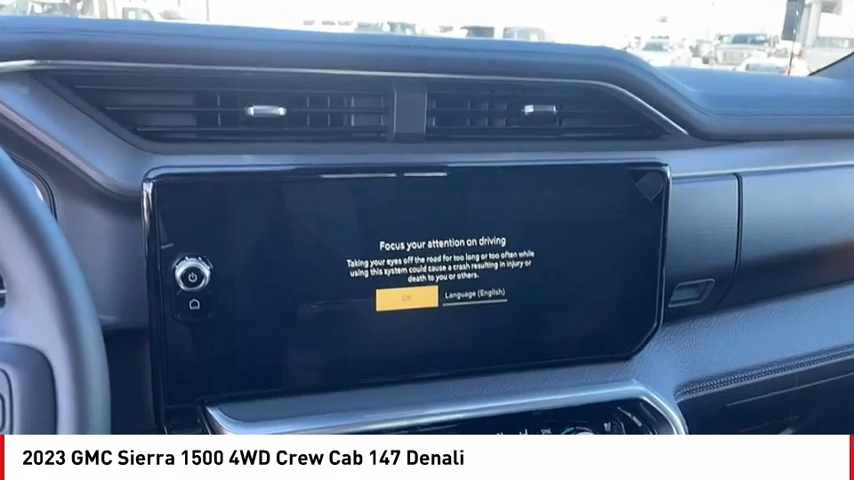 Focus your attention on driving
Taking your eyes off the road for too long or too often while
using this system could cause a crash resulting in injury or
death to you or others.
OK Language (English)
2023 GMC Sierra 1500 4WD Crew Cab 147 Denali